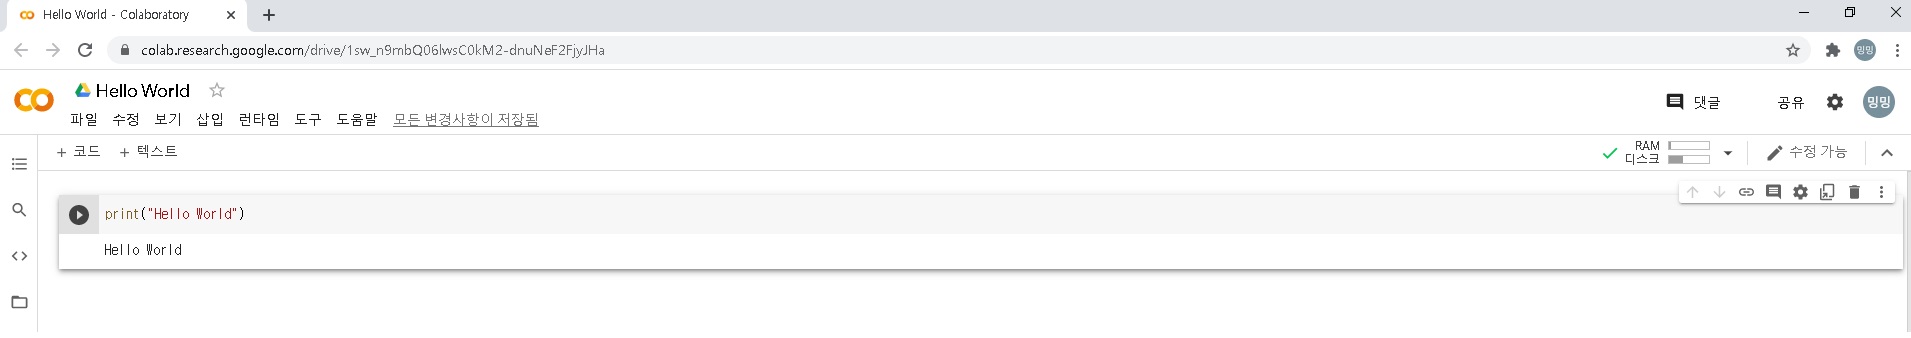 Hello World - Colaboratory
colab.research.google.com/drive/1sw_n9mbQ06lwsC0kM2-dnuNeF2FjyJHa
밍밍
Hello World
댓글
공유
밍밍
파일 수정 보기 삽입 런타임 도구 도움말 모든 변경사항이 저장됨
+ 코드 + 텍스트
RAM
디스크
수정 가능
print("Hello World")
Hello World